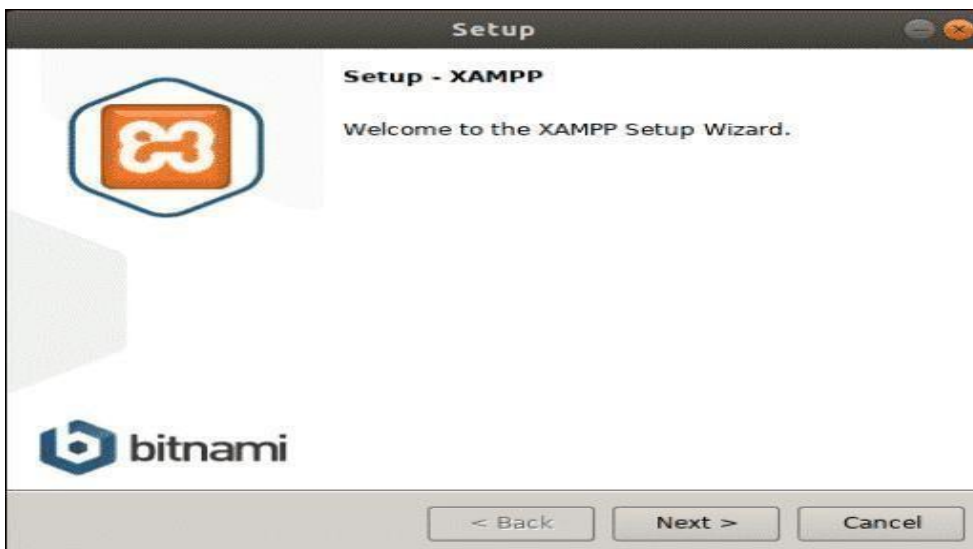 Setup
Setup - XAMPP
Welcome to the XAMPP Setup Wizard.
bitnami
< Back
Next >
Cancel